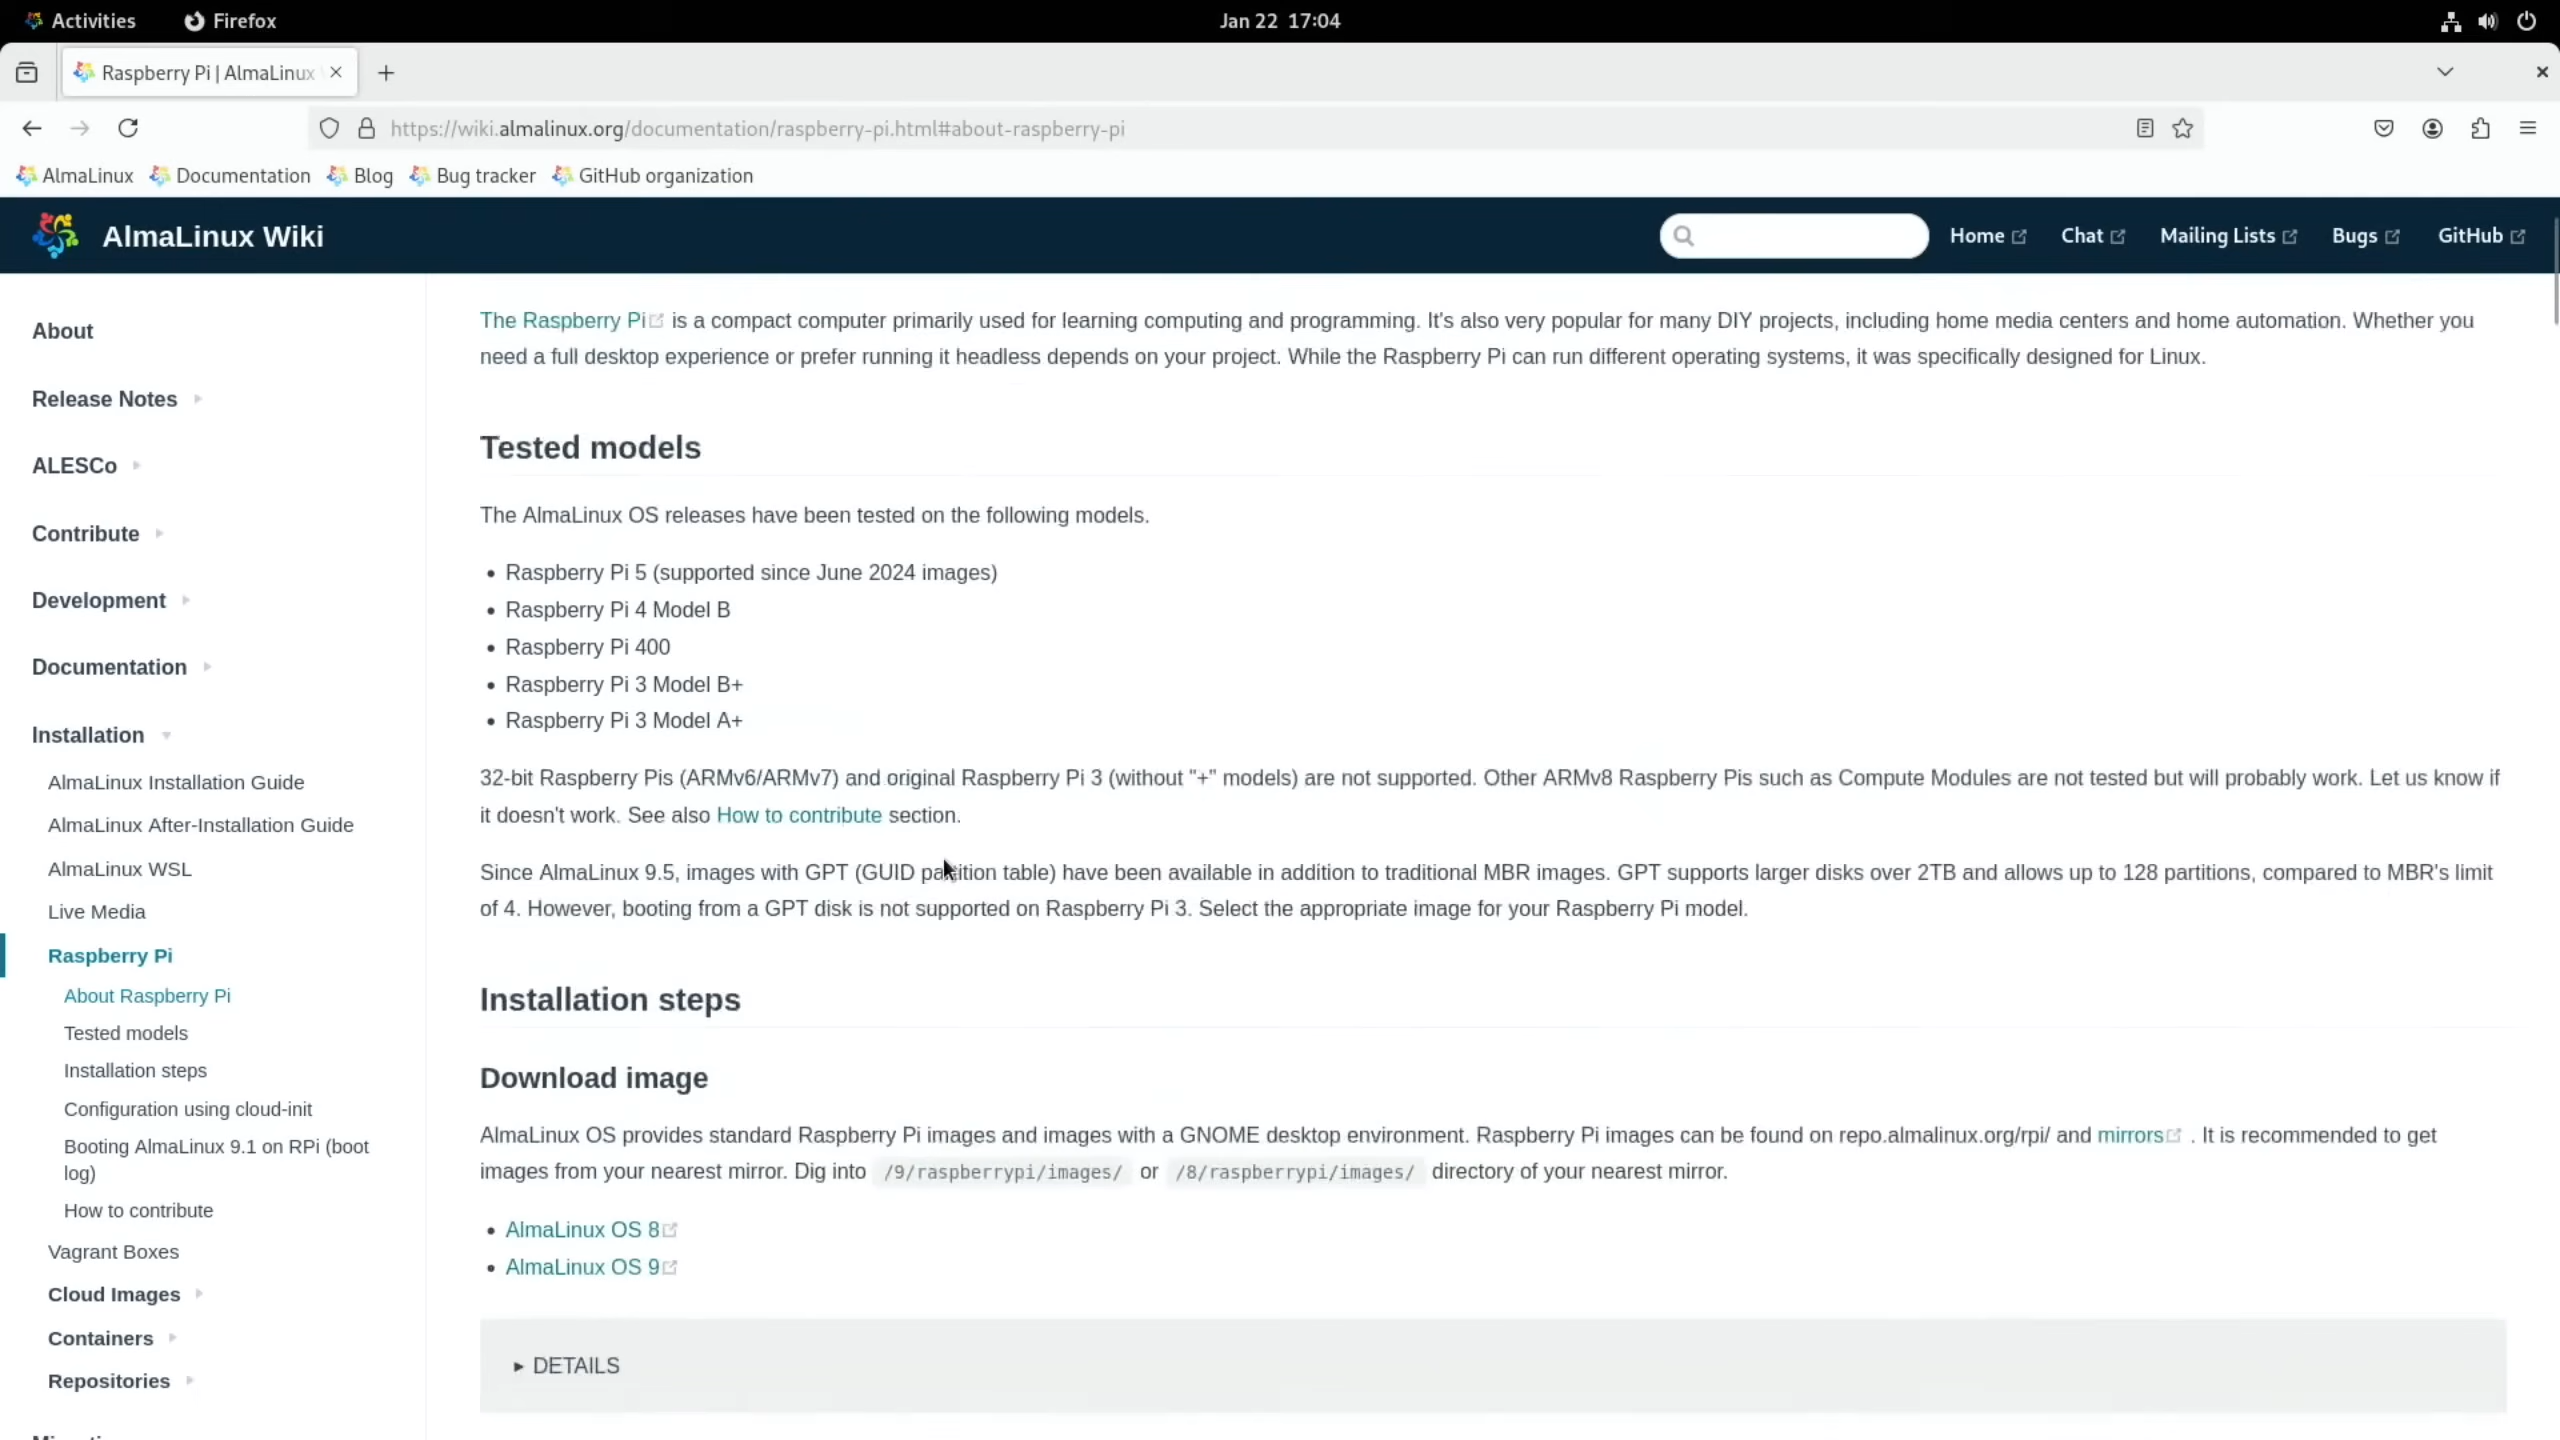 Activities Firefox Jan 22 17:04
Raspberry Pi | AlmaLinux
https://wiki.almalinux.org/documentation/raspberry-pi.html#about-raspberry-pi
AlmaLinux Documentation Blog Bug tracker GitHub organization
AlmaLinux Wiki Home Chat Mailing Lists Bugs GitHub
About
Release Notes
ALESCo
Contribute
Development
Documentation
Installation
AlmaLinux Installation Guide
AlmaLinux After-Installation Guide
AlmaLinux WSL
Live Media
Raspberry Pi
About Raspberry Pi
Tested models
Installation steps
Configuration using cloud-init
Booting AlmaLinux 9.1 on RPi (boot
log)
How to contribute
Vagrant Boxes
Cloud Images
Containers
Repositories
The Raspberry Pi is a compact computer primarily used for learning computing and programming. It's also very popular for many DIY projects, including home media centers and home automation. Whether you
need a full desktop experience or prefer running it headless depends on your project. While the Raspberry Pi can run different operating systems, it was specifically designed for Linux.
Tested models
The AlmaLinux OS releases have been tested on the following models.
• Raspberry Pi 5 (supported since June 2024 images)
• Raspberry Pi 4 Model B
• Raspberry Pi 400
• Raspberry Pi 3 Model B+
• Raspberry Pi 3 Model A+
32-bit Raspberry Pis (ARMv6/ARMv7) and original Raspberry Pi 3 (without "+" models) are not supported. Other ARMv8 Raspberry Pis such as Compute Modules are not tested but will probably work. Let us know if
it doesn't work. See also How to contribute section.
Since AlmaLinux 9.5, images with GPT (GUID partition table) have been available in addition to traditional MBR images. GPT supports larger disks over 2TB and allows up to 128 partitions, compared to MBR's limit
of 4. However, booting from a GPT disk is not supported on Raspberry Pi 3. Select the appropriate image for your Raspberry Pi model.
Installation steps
Download image
AlmaLinux OS provides standard Raspberry Pi images and images with a GNOME desktop environment. Raspberry Pi images can be found on repo.almalinux.org/rpi/ and mirrors . It is recommended to get
images from your nearest mirror. Dig into /9/raspberrypi/images/ or /8/raspberrypi/images/ directory of your nearest mirror.
• AlmaLinux OS 8
• AlmaLinux OS 9
▸ DETAILS